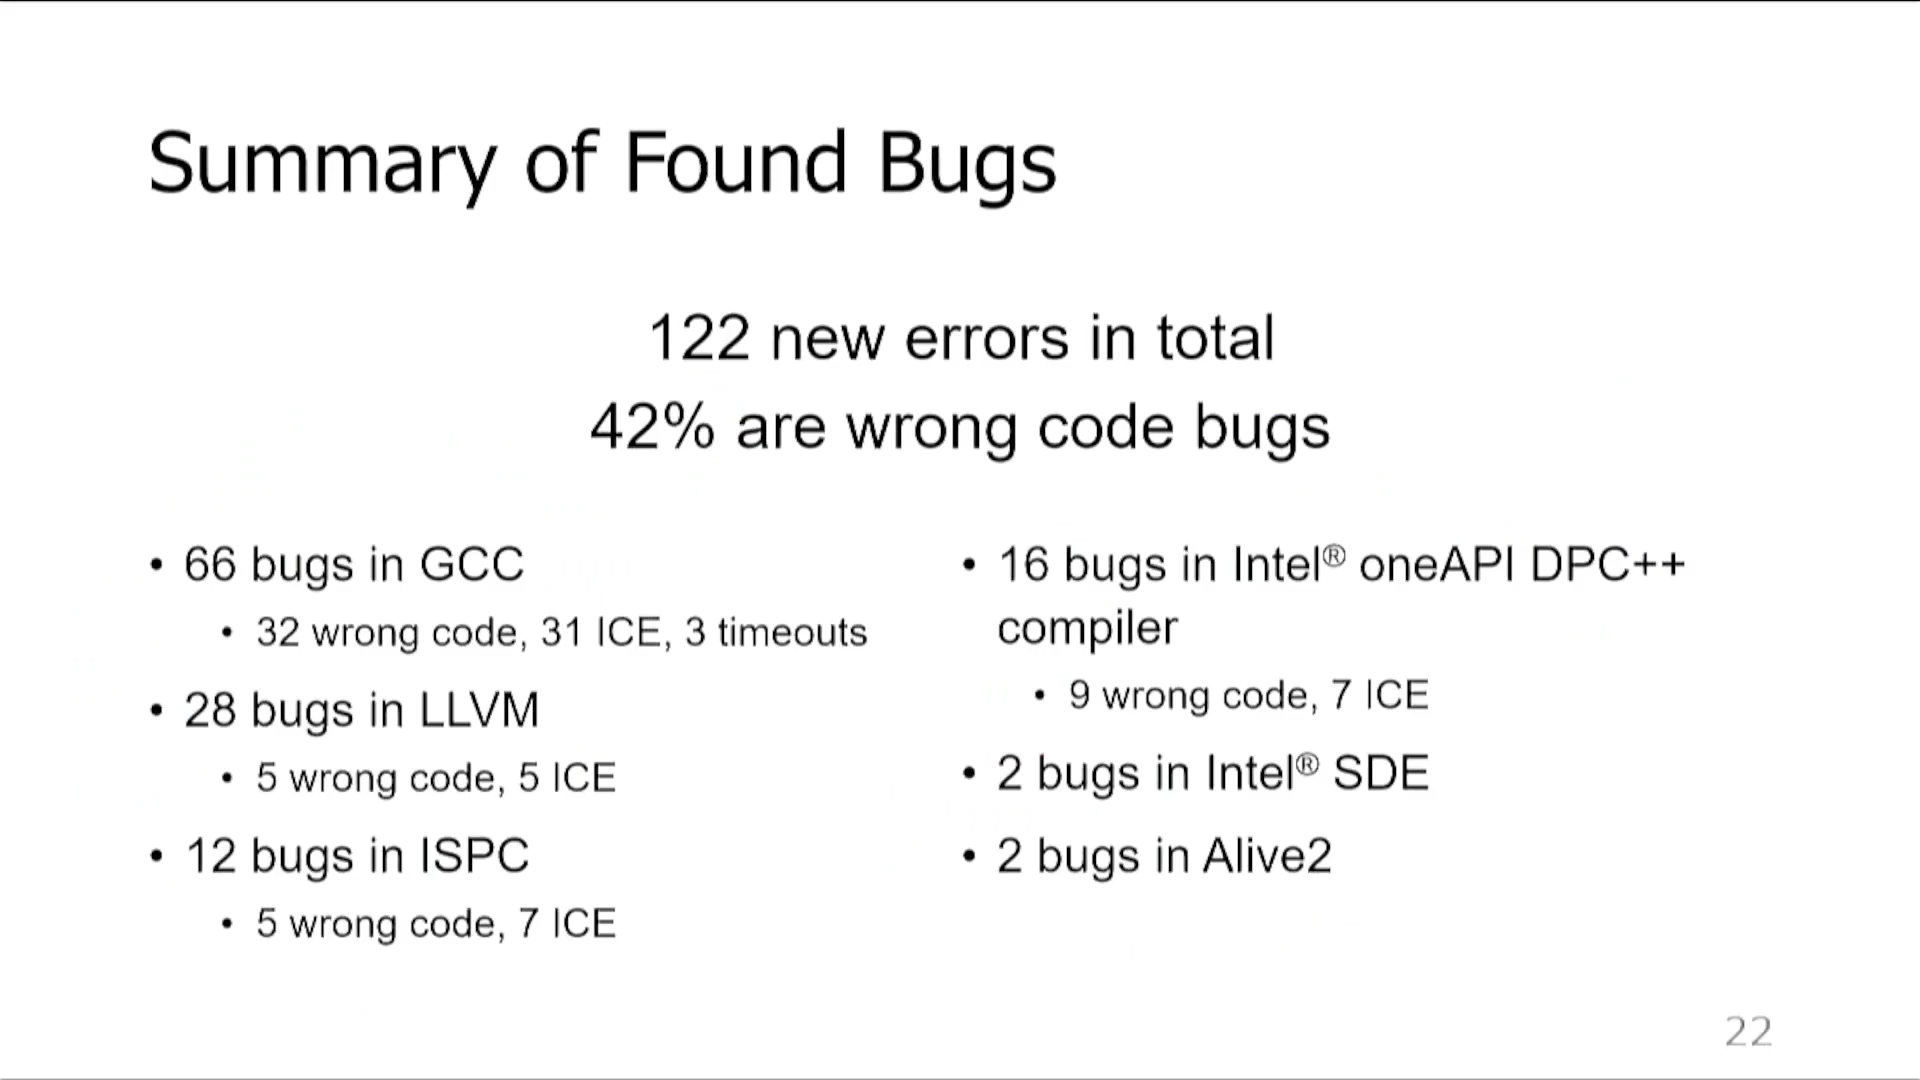 Summary of Found Bugs
122 new errors in total
42% are wrong code bugs
• 66 bugs in GCC
• 32 wrong code, 31 ICE, 3 timeouts
• 28 bugs in LLVM
• 5 wrong code, 5 ICE
• 12 bugs in ISPC
• 5 wrong code, 7 ICE
• 16 bugs in Intel® oneAPI DPC++
compiler
• 9 wrong code, 7 ICE
• 2 bugs in Intel® SDE
• 2 bugs in Alive2
22